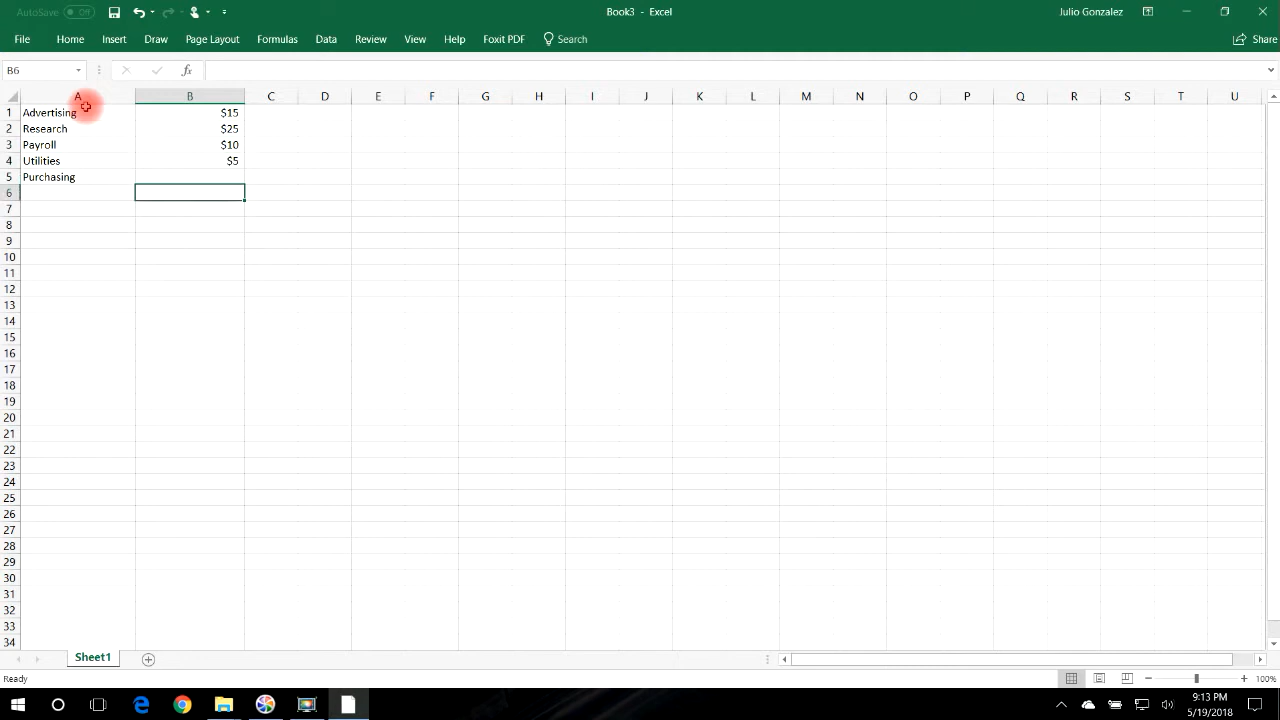 AutoSave Off Book3 - Excel Julio Gonzalez
File Home Insert Draw Page Layout Formulas Data Review View Help Foxit PDF Search Share
B6 fx
A B C D E F G H I J K L M N O P Q R S T U
1 Advertising $15
2 Research $25
3 Payroll $10
4 Utilities $5
5 Purchasing
6
7
8
9
10
11
12
13
14
15
16
17
18
19
20
21
22
23
24
25
26
27
28
29
30
31
32
33
34
Sheet1
Ready 100%
9:13 PM
5/19/2018